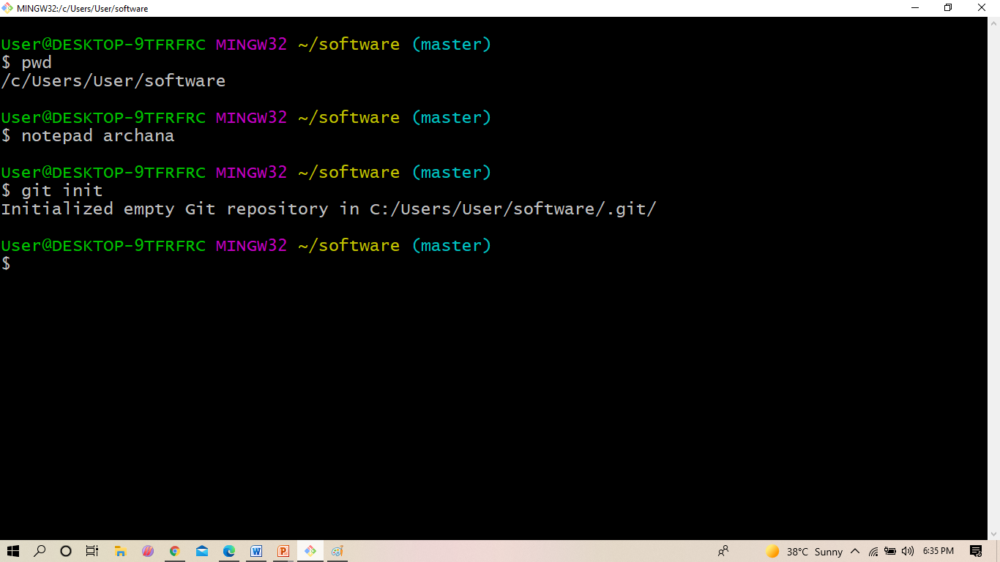 MINGW32:/c/Users/User/software
User@DESKTOP-9TFRFRC MINGW32 ~/software (master)
$ pwd
/c/Users/User/software
User@DESKTOP-9TFRFRC MINGW32 ~/software (master)
$ notepad archana
User@DESKTOP-9TFRFRC MINGW32 ~/software (master)
$ git init
Initialized empty Git repository in C:/Users/User/software/.git/
User@DESKTOP-9TFRFRC MINGW32 ~/software (master)
$
38°C Sunny 6:35 PM